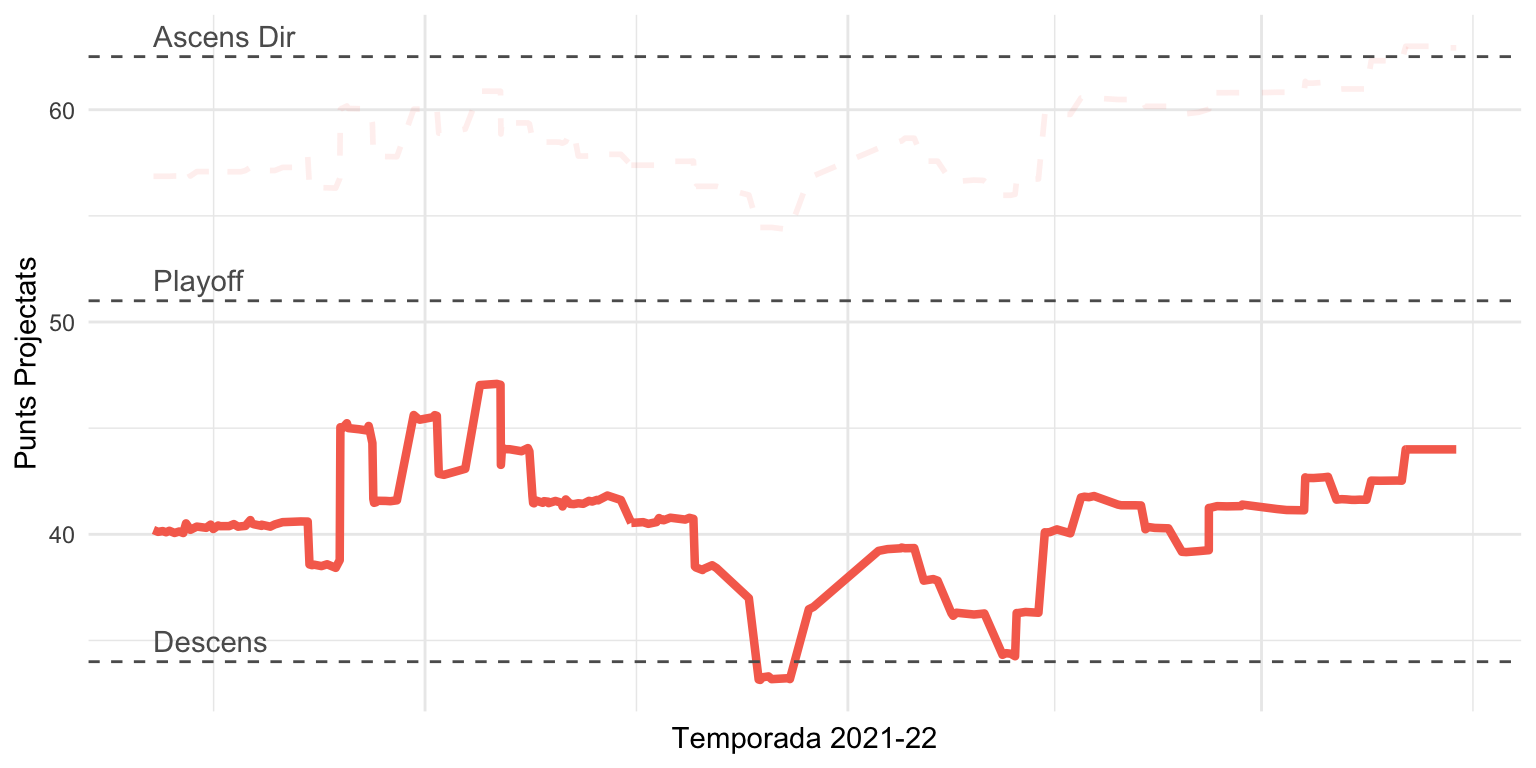 Ascens Dir
60
Playoff
50
Punts Projectats
40
Descens
Temporada 2021-22